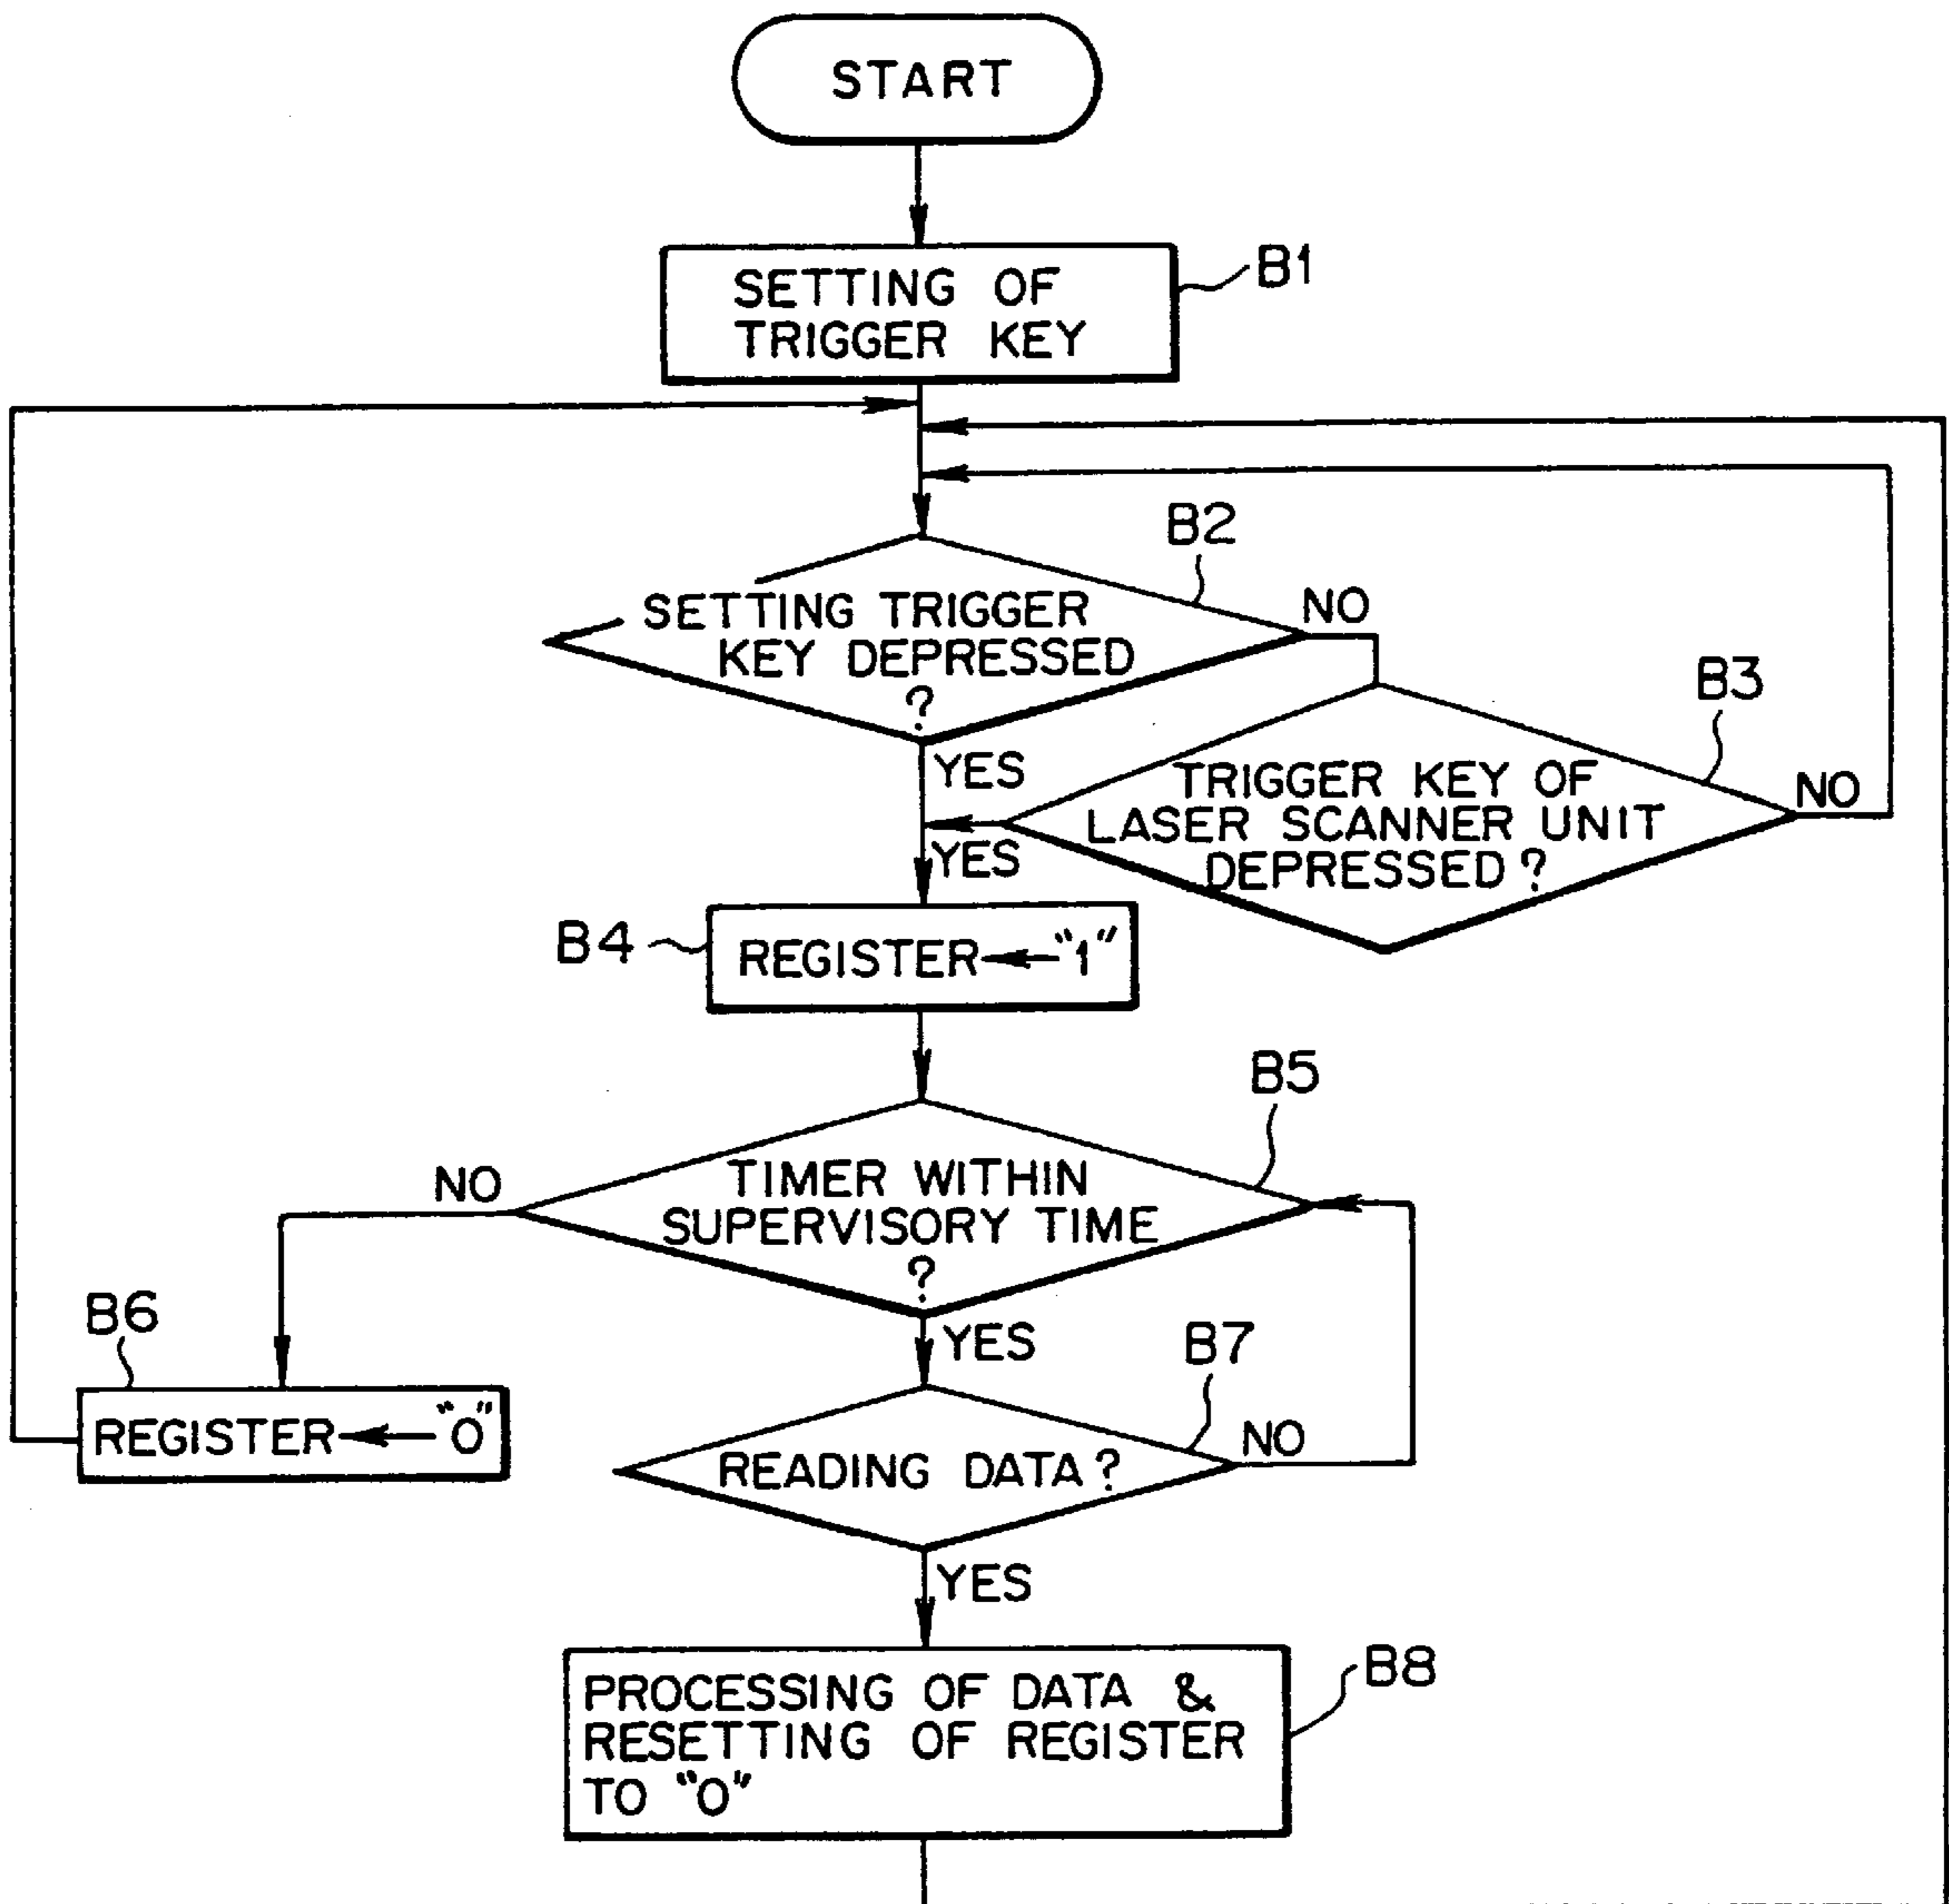 START
SETTING OF
TRIGGER KEY
B1
B2
SETTING TRIGGER
KEY DEPRESSED
?
NO
YES
B3
TRIGGER KEY OF
LASER SCANNER UNIT
DEPRESSED?
NO
YES
B4
REGISTER ← "1"
B5
TIMER WITHIN
SUPERVISORY TIME
?
NO
YES
B6
REGISTER ← "0"
B7
READING DATA?
NO
YES
B8
PROCESSING OF DATA &
RESETTING OF REGISTER
TO "0"